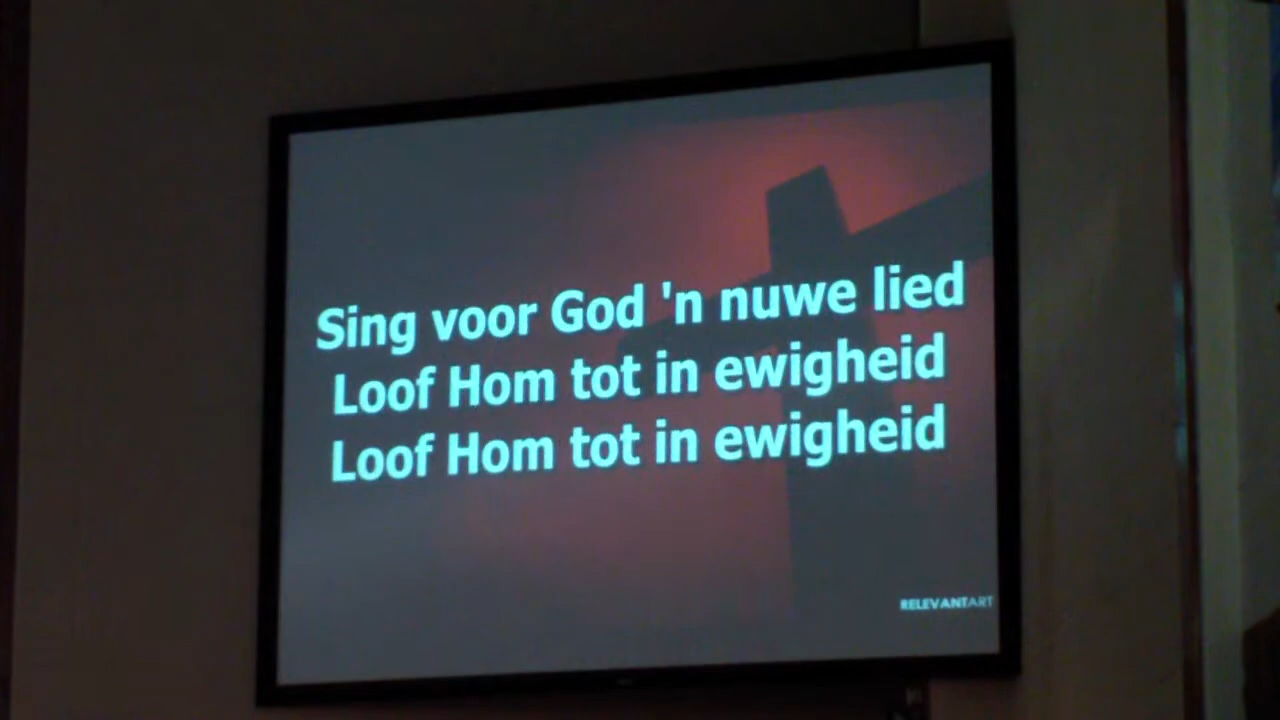 Sing voor God 'n nuwe lied
Loof Hom tot in ewigheid
Loof Hom tot in ewigheid
RELEVANTART